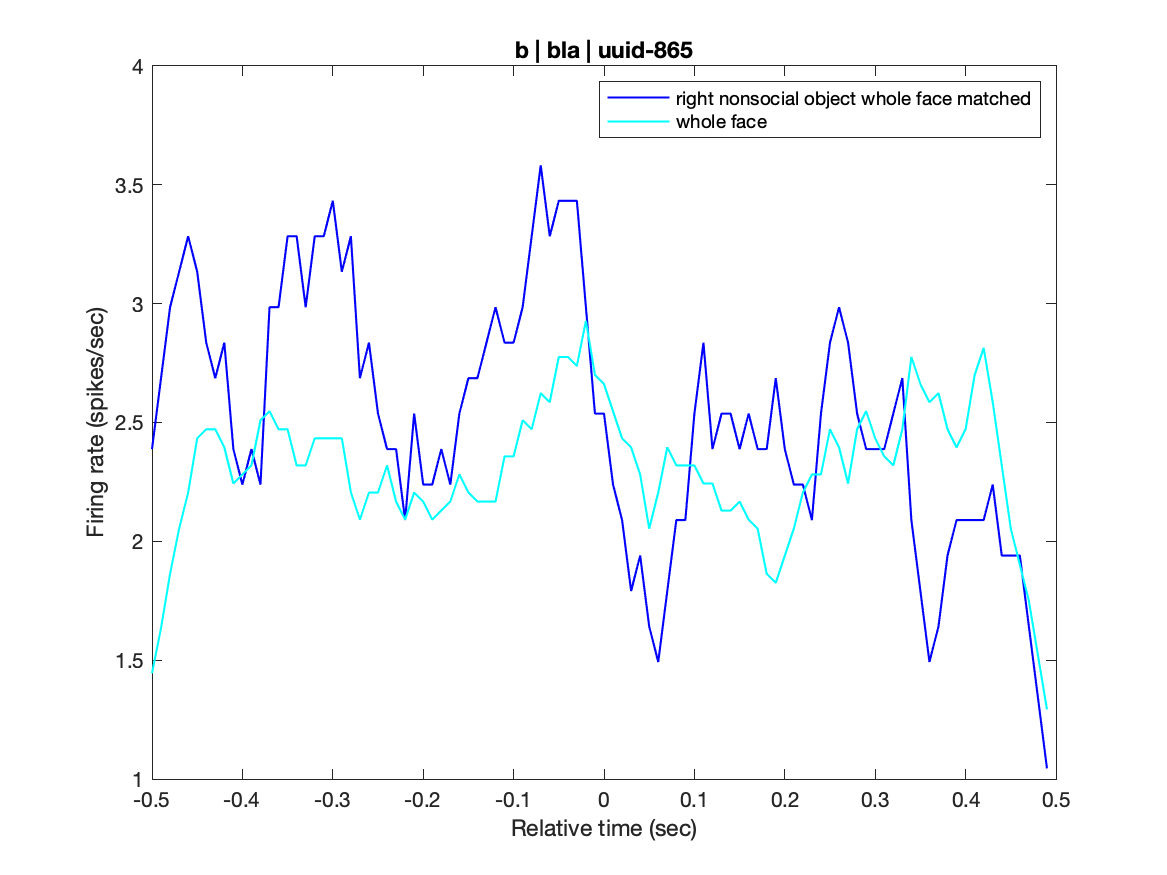 b | bla | uuid-865
right nonsocial object whole face matched
whole face
Firing rate (spikes/sec)
4
3.5
3
2.5
2
1.5
1
-0.5 -0.4 -0.3 -0.2 -0.1 0 0.1 0.2 0.3 0.4 0.5
Relative time (sec)